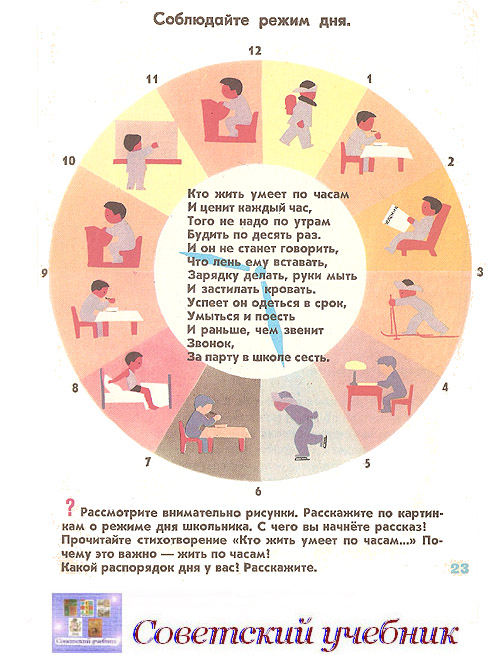 Соблюдайте режим дня.
12
11
1
10
2
9
3
8
4
7
5
6
Кто жить умеет по часам
И ценит каждый час,
Того не надо по утрам
Будить по десять раз.
И он не станет говорить,
Что лень ему вставать,
Зарядку делать, руки мыть
И застилать кровать.
Успеет он одеться в срок,
Умыться и поесть
И раньше, чем звенит
Звонок,
За парту в школе сесть.
? Рассмотрите внимательно рисунки. Расскажите по картин-
кам о режиме дня школьника. С чего вы начнёте рассказ?
Прочитайте стихотворение «Кто жить умеет по часам...» По-
чему это важно — жить по часам?
Какой распорядок дня у вас? Расскажите.
23
Советский учебник